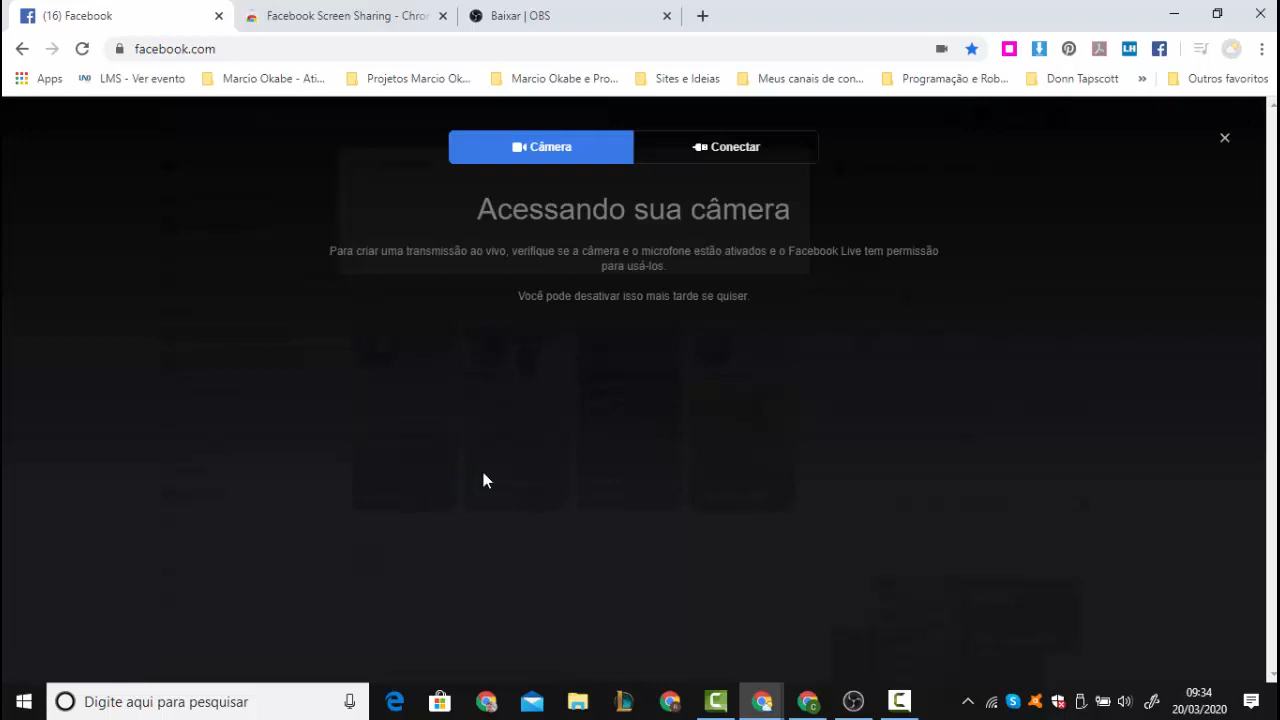 (16) Facebook
Facebook Screen Sharing - Chror
Baixar | OBS
facebook.com
LH
Apps
LMS - Ver evento
Marcio Okabe - Ati...
Projetos Marcio Ok...
Marcio Okabe e Pro...
Sites e Ideias
Meus canais de con...
Programação e Rob...
Donn Tapscott
»
Outros favoritos
Câmera
Conectar
Acessando sua câmera
Para criar uma transmissão ao vivo, verifique se a câmera e o microfone estão ativados e o Facebook Live tem permissão
para usá-los.
Você pode desativar isso mais tarde se quiser.
Digite aqui para pesquisar
09:34
20/03/2020